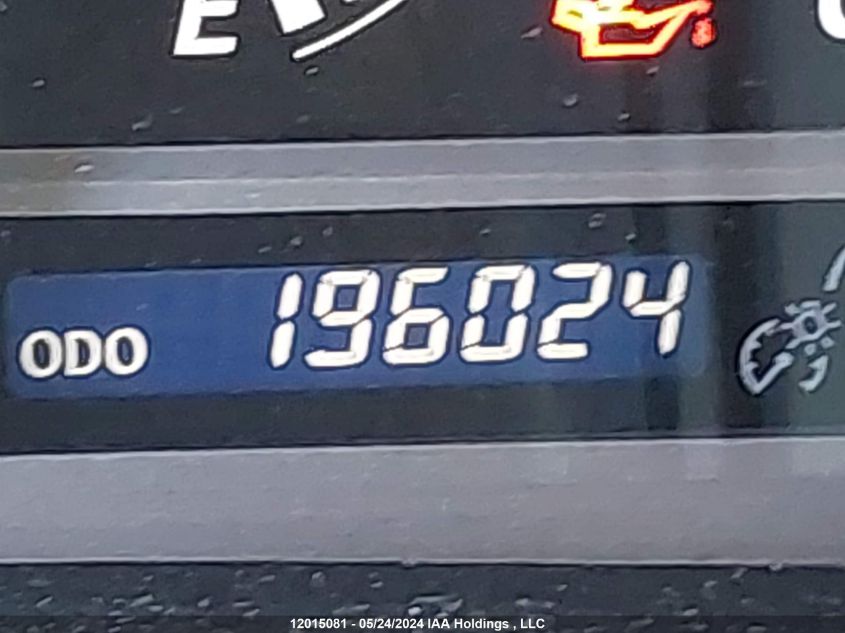 E
ODO 196024
12015081 - 05/24/2024 IAA Holdings , LLC